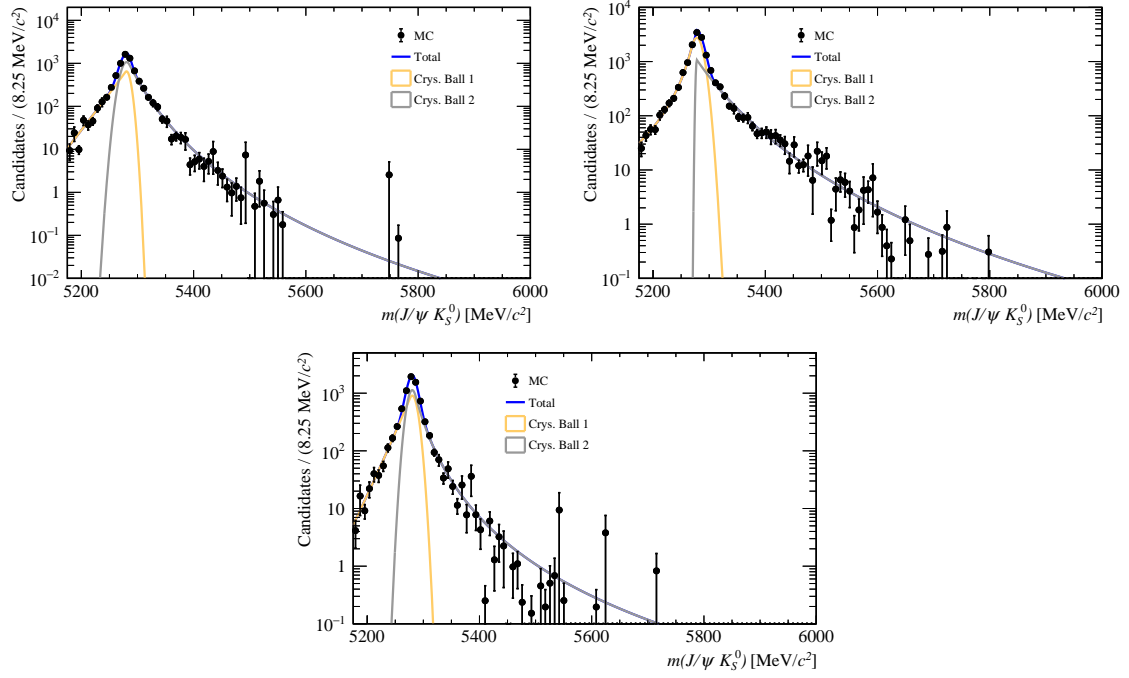 Candidates / (8.25 MeV/c²)
10⁴
10³
10²
10
1
10⁻¹
10⁻²
MC
Total
Crys. Ball 1
Crys. Ball 2
5200 5400 5600 5800 6000
m(J/ψ K_S^0) [MeV/c²]
Candidates / (8.25 MeV/c²)
10⁴
10³
10²
10
1
10⁻¹
MC
Total
Crys. Ball 1
Crys. Ball 2
5200 5400 5600 5800 6000
m(J/ψ K_S^0) [MeV/c²]
Candidates / (8.25 MeV/c²)
10³
10²
10
1
10⁻¹
MC
Total
Crys. Ball 1
Crys. Ball 2
5200 5400 5600 5800 6000
m(J/ψ K_S^0) [MeV/c²]